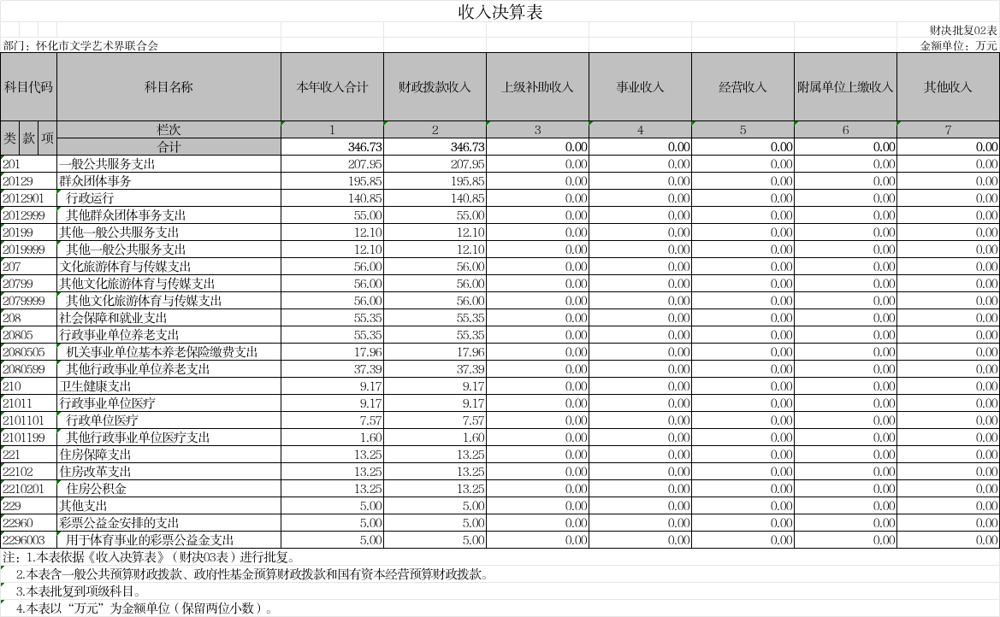 收入决算表
财决批复02表
部门：怀化市文学艺术界联合会 金额单位：万元
科目代码 科目名称 本年收入合计 财政拨款收入 上级补助收入 事业收入 经营收入 附属单位上缴收入 其他收入
类 款 项 栏次 1 2 3 4 5 6 7
合计 346.73 346.73 0.00 0.00 0.00 0.00 0.00
201 一般公共服务支出 207.95 207.95 0.00 0.00 0.00 0.00 0.00
20129 群众团体事务 195.85 195.85 0.00 0.00 0.00 0.00 0.00
2012901 行政运行 140.85 140.85 0.00 0.00 0.00 0.00 0.00
2012999 其他群众团体事务支出 55.00 55.00 0.00 0.00 0.00 0.00 0.00
20199 其他一般公共服务支出 12.10 12.10 0.00 0.00 0.00 0.00 0.00
2019999 其他一般公共服务支出 12.10 12.10 0.00 0.00 0.00 0.00 0.00
207 文化旅游体育与传媒支出 56.00 56.00 0.00 0.00 0.00 0.00 0.00
20799 其他文化旅游体育与传媒支出 56.00 56.00 0.00 0.00 0.00 0.00 0.00
2079999 其他文化旅游体育与传媒支出 56.00 56.00 0.00 0.00 0.00 0.00 0.00
208 社会保障和就业支出 55.35 55.35 0.00 0.00 0.00 0.00 0.00
20805 行政事业单位养老支出 55.35 55.35 0.00 0.00 0.00 0.00 0.00
2080505 机关事业单位基本养老保险缴费支出 17.96 17.96 0.00 0.00 0.00 0.00 0.00
2080599 其他行政事业单位养老支出 37.39 37.39 0.00 0.00 0.00 0.00 0.00
210 卫生健康支出 9.17 9.17 0.00 0.00 0.00 0.00 0.00
21011 行政事业单位医疗 9.17 9.17 0.00 0.00 0.00 0.00 0.00
2101101 行政单位医疗 7.57 7.57 0.00 0.00 0.00 0.00 0.00
2101199 其他行政事业单位医疗支出 1.60 1.60 0.00 0.00 0.00 0.00 0.00
221 住房保障支出 13.25 13.25 0.00 0.00 0.00 0.00 0.00
22102 住房改革支出 13.25 13.25 0.00 0.00 0.00 0.00 0.00
2210201 住房公积金 13.25 13.25 0.00 0.00 0.00 0.00 0.00
229 其他支出 5.00 5.00 0.00 0.00 0.00 0.00 0.00
22960 彩票公益金安排的支出 5.00 5.00 0.00 0.00 0.00 0.00 0.00
2296003 用于体育事业的彩票公益金支出 5.00 5.00 0.00 0.00 0.00 0.00 0.00
注：1.本表依据《收入决算表》（财决03表）进行批复。
2.本表含一般公共预算财政拨款、政府性基金预算财政拨款和国有资本经营预算财政拨款。
3.本表批复到项级科目。
4.本表以“万元”为金额单位（保留两位小数）。